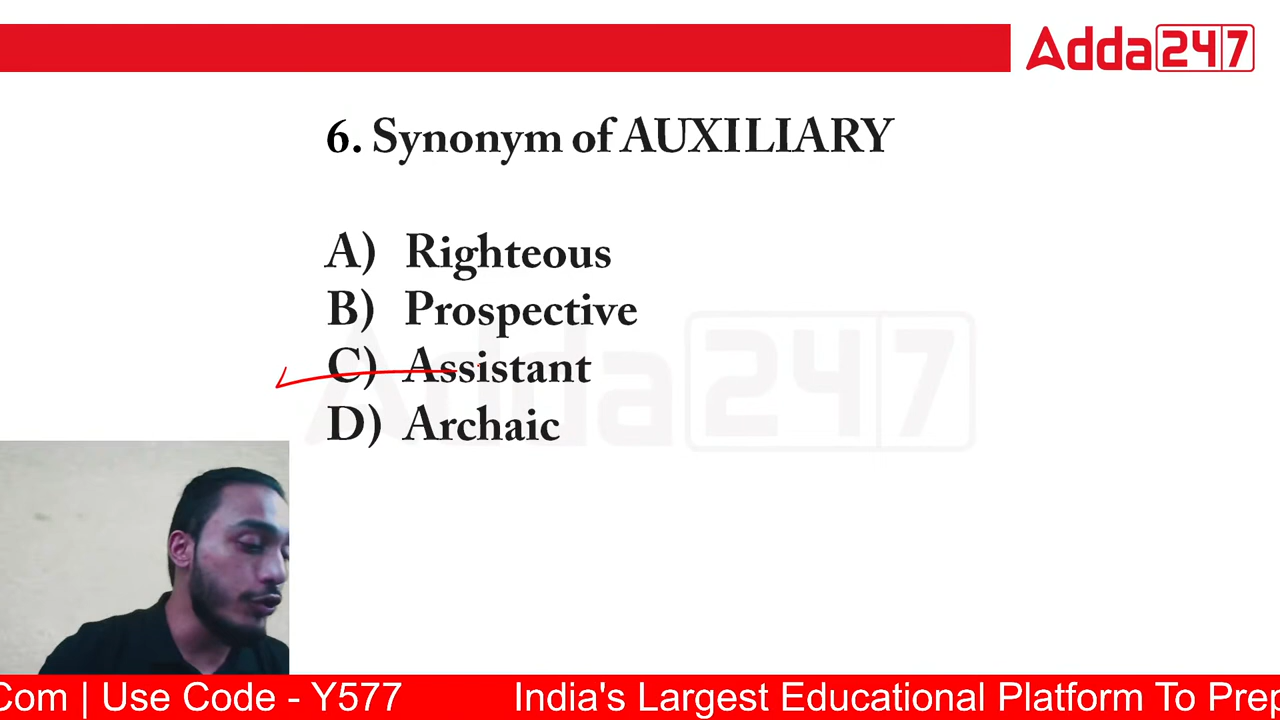 Adda247
6. Synonym of AUXILIARY
A) Righteous
B) Prospective
C) Assistant
D) Archaic
Adda247
Com | Use Code - Y577 India's Largest Educational Platform To Prep